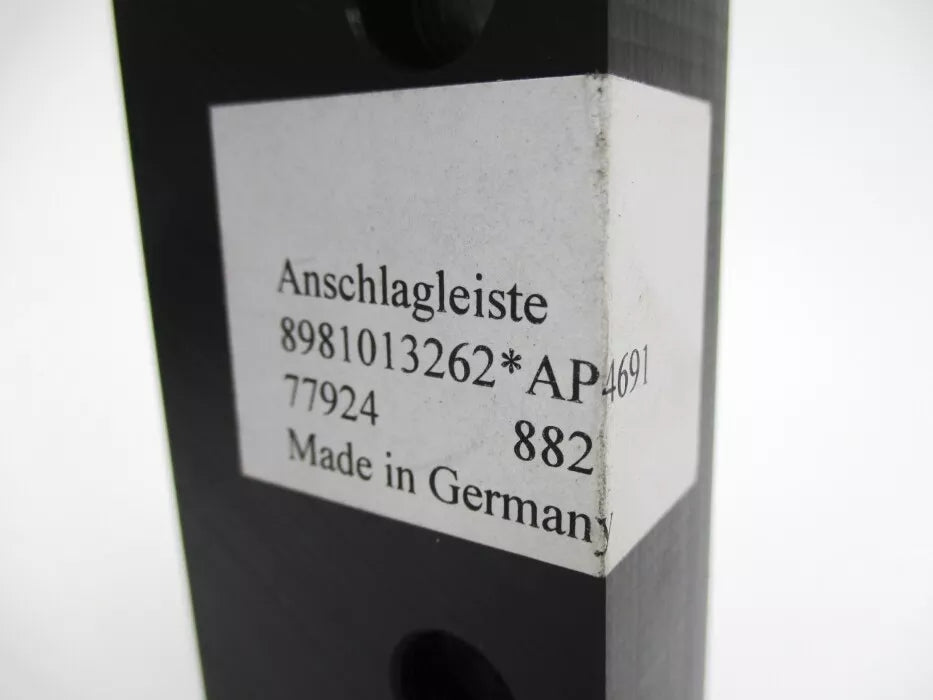 Anschlagleiste
8981013262*AP4691
77924 882
Made in Germany